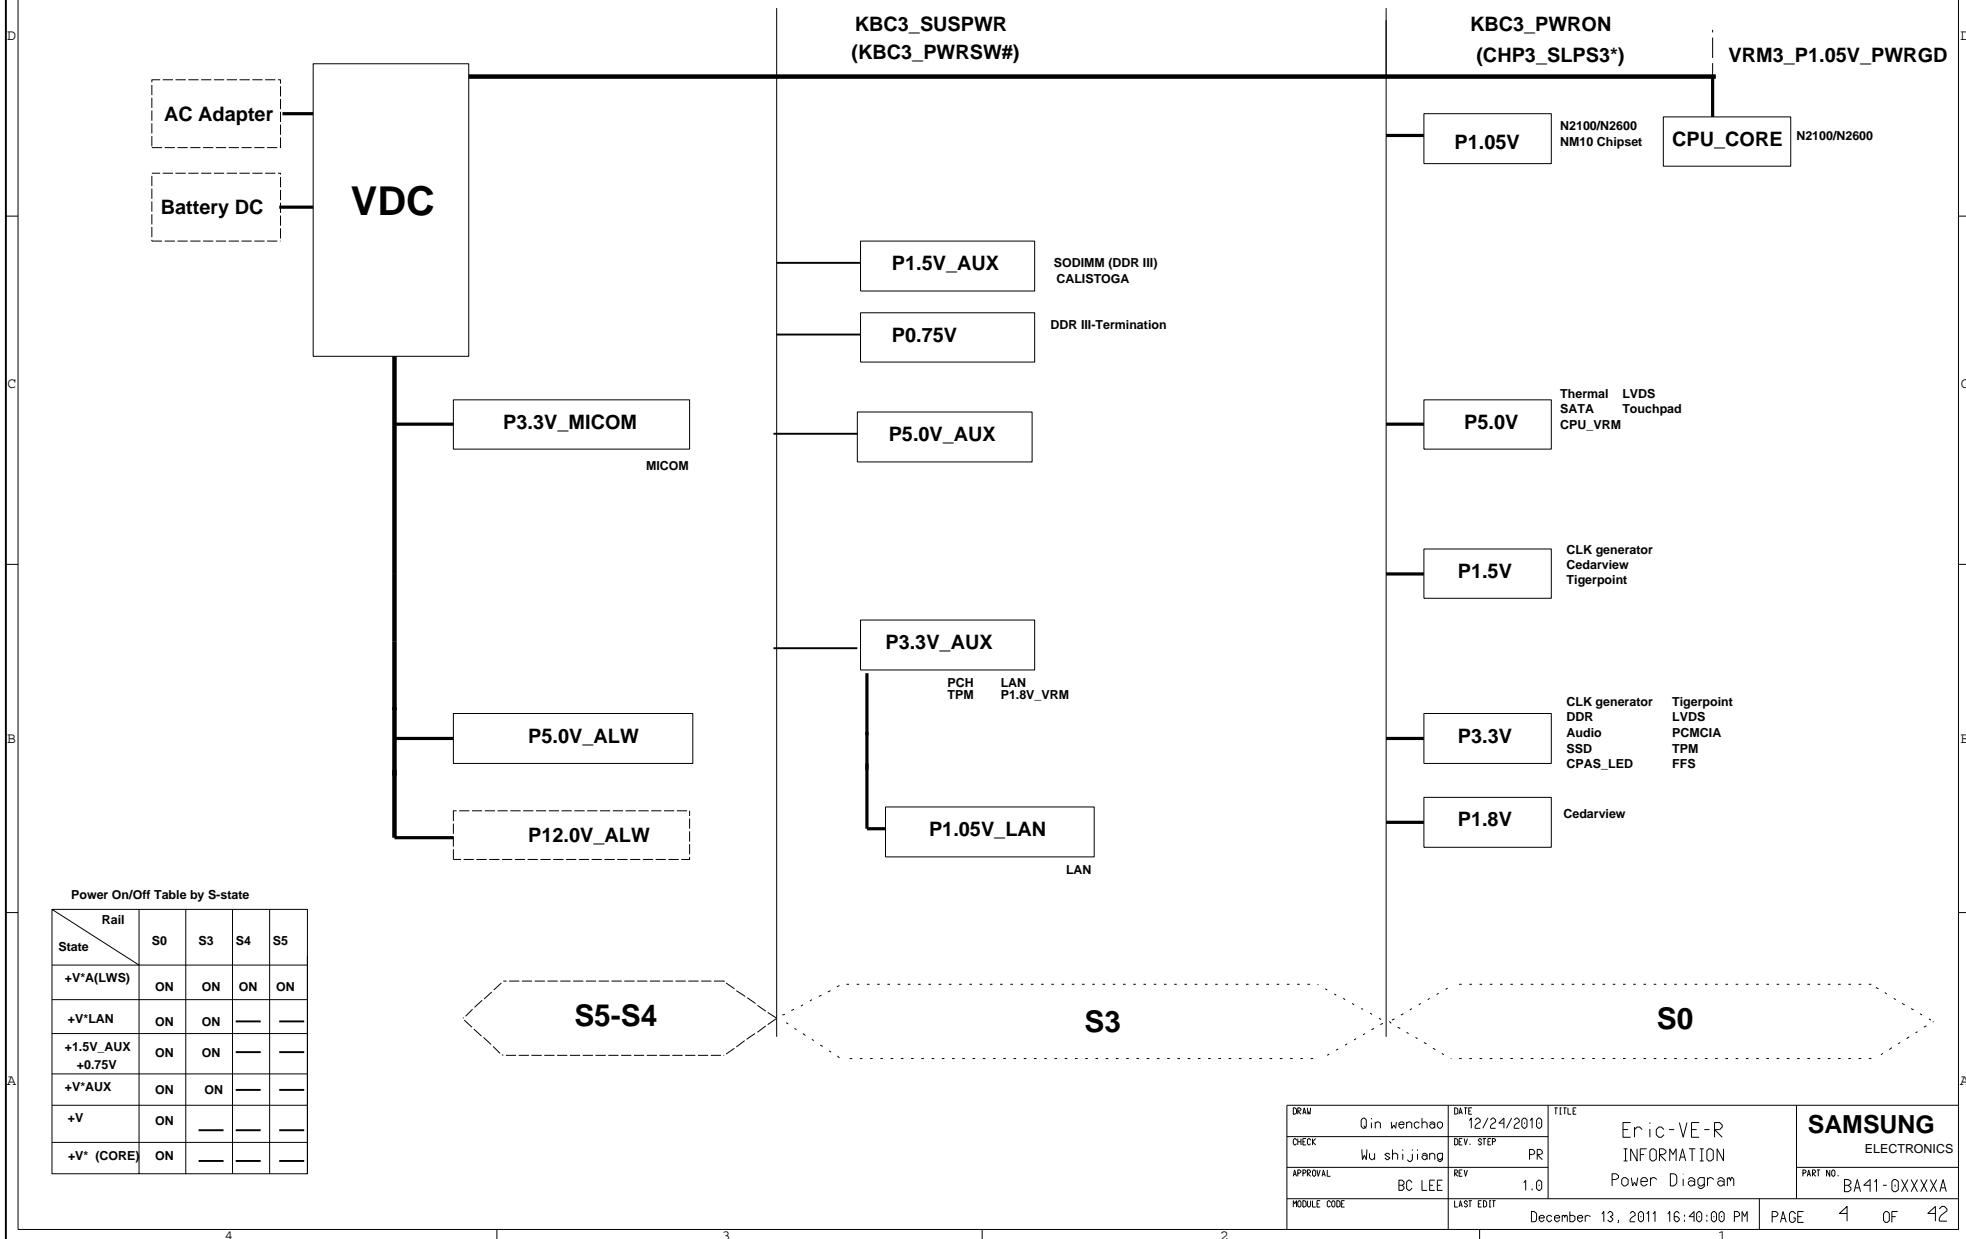 KBC3_SUSPWR
(KBC3_PWRSW#)
KBC3_PWRON
(CHP3_SLPS3*)
VRM3_P1.05V_PWRGD
D
D
AC Adapter
Battery DC
VDC
P1.05V
N2100/N2600
NM10 Chipset
CPU_CORE
N2100/N2600
P1.5V_AUX
SODIMM (DDR III)
CALISTOGA
P0.75V
DDR III-Termination
C
C
P3.3V_MICOM
MICOM
P5.0V_AUX
P5.0V
Thermal LVDS
SATA Touchpad
CPU_VRM
P1.5V
CLK generator
Cedarview
Tigerpoint
P3.3V_AUX
PCH LAN
TPM P1.8V_VRM
B
B
P5.0V_ALW
P3.3V
CLK generator Tigerpoint
DDR LVDS
Audio PCMCIA
SSD TPM
CPAS_LED FFS
P12.0V_ALW
P1.05V_LAN
LAN
P1.8V
Cedarview
Power On/Off Table by S-state
Rail
State
S0 S3 S4 S5
+V*A(LWS) ON ON ON ON
+V*LAN ON ON — —
+1.5V_AUX
+0.75V ON ON — —
+V*AUX ON ON — —
+V ON — — —
+V* (CORE) ON — — —
A
A
S5-S4
S3
S0
DRAW Qin wenchao
DATE 12/24/2010
CHECK Wu shijiang
DEV. STEP PR
APPROVAL BC LEE
REV 1.0
MODULE CODE
LAST EDIT December 13, 2011 16:40:00 PM
TITLE
Eric-VE-R
INFORMATION
Power Diagram
SAMSUNG
ELECTRONICS
PART NO. BA41-0XXXXA
PAGE 4 OF 42
4 3 2 1